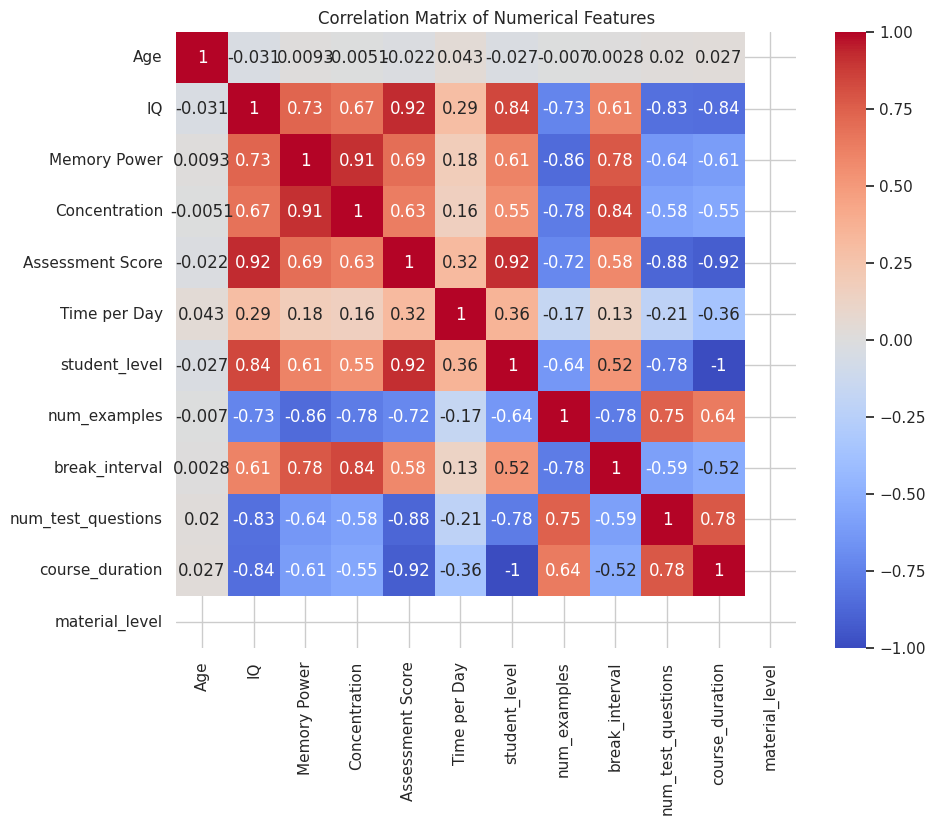 Correlation Matrix of Numerical Features
Age 1 -0.031 0.0093 -0.0051 -0.022 0.043 -0.027 -0.007 0.0028 0.02 0.027
IQ -0.031 1 0.73 0.67 0.92 0.29 0.84 -0.73 0.61 -0.83 -0.84
Memory Power 0.0093 0.73 1 0.91 0.69 0.18 0.61 -0.86 0.78 -0.64 -0.61
Concentration -0.0051 0.67 0.91 1 0.63 0.16 0.55 -0.78 0.84 -0.58 -0.55
Assessment Score -0.022 0.92 0.69 0.63 1 0.32 0.92 -0.72 0.58 -0.88 -0.92
Time per Day 0.043 0.29 0.18 0.16 0.32 1 0.36 -0.17 0.13 -0.21 -0.36
student_level -0.027 0.84 0.61 0.55 0.92 0.36 1 -0.64 0.52 -0.78 -1
num_examples -0.007 -0.73 -0.86 -0.78 -0.72 -0.17 -0.64 1 -0.78 0.75 0.64
break_interval 0.0028 0.61 0.78 0.84 0.58 0.13 0.52 -0.78 1 -0.59 -0.52
num_test_questions 0.02 -0.83 -0.64 -0.58 -0.88 -0.21 -0.78 0.75 -0.59 1 0.78
course_duration 0.027 -0.84 -0.61 -0.55 -0.92 -0.36 -1 0.64 -0.52 0.78 1
material_level
Age
IQ
Memory Power
Concentration
Assessment Score
Time per Day
student_level
num_examples
break_interval
num_test_questions
course_duration
material_level
1.00
0.75
0.50
0.25
0.00
-0.25
-0.50
-0.75
-1.00